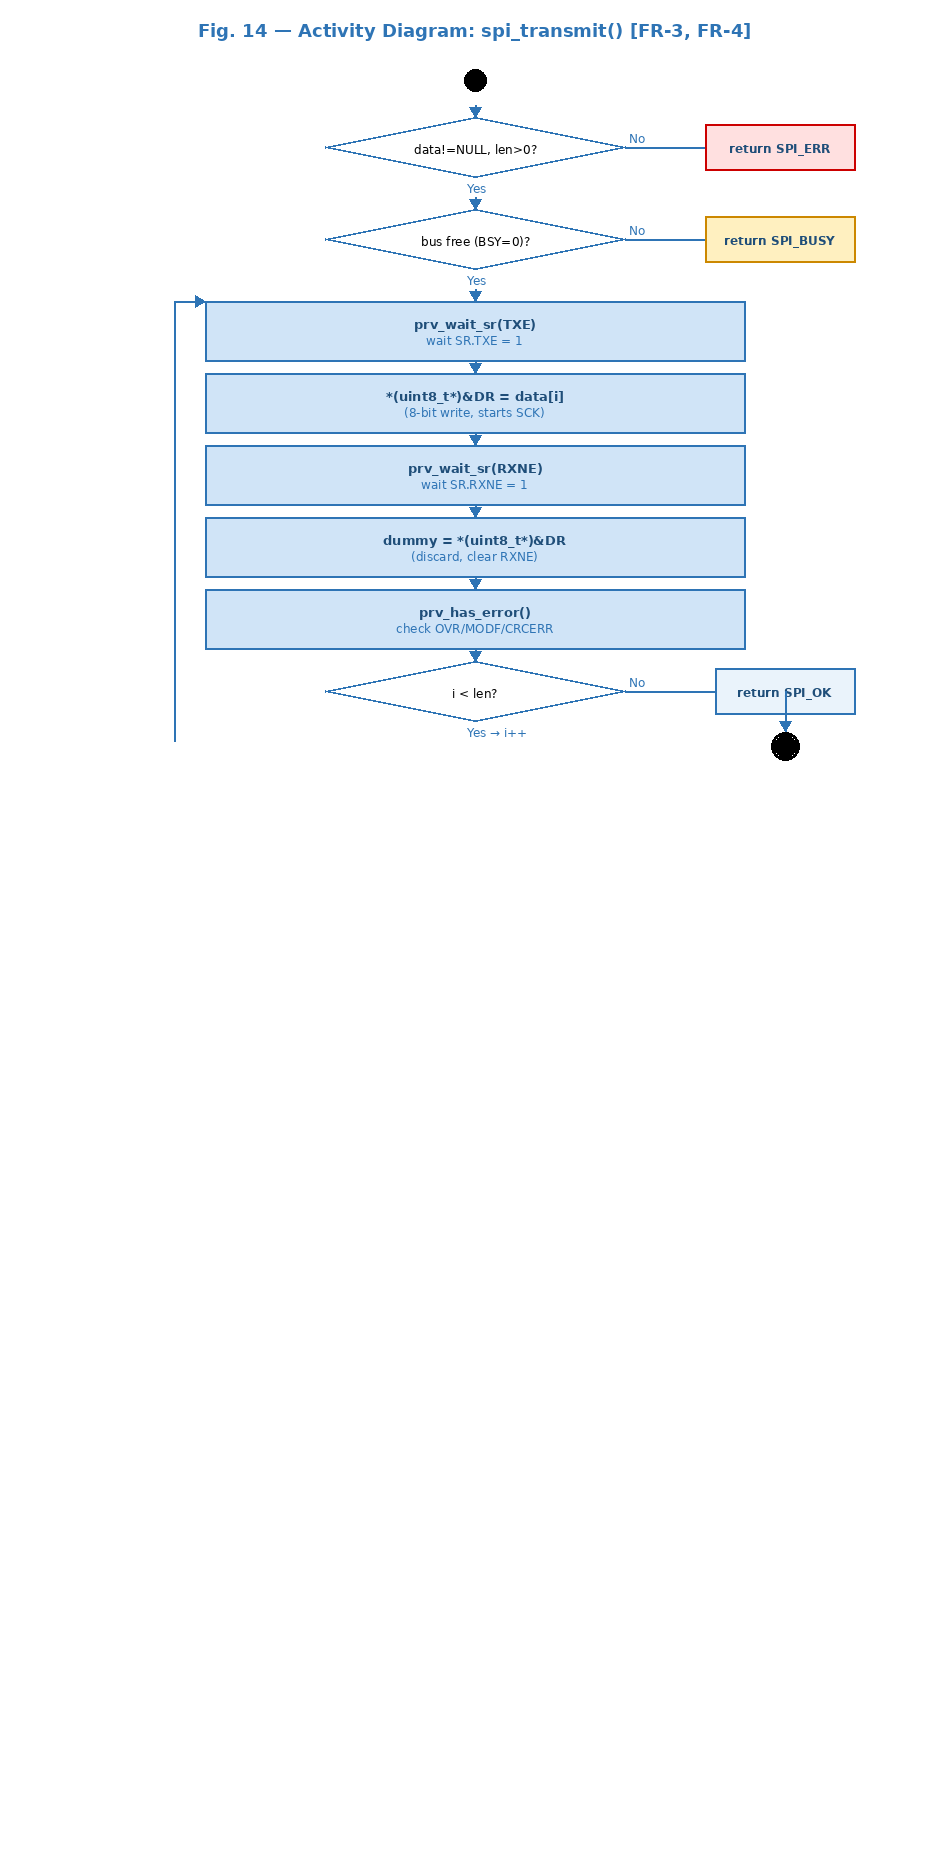 Fig. 14 — Activity Diagram: spi_transmit() [FR-3, FR-4]
data!=NULL, len>0?
No
return SPI_ERR
Yes
bus free (BSY=0)?
No
return SPI_BUSY
Yes
prv_wait_sr(TXE)
wait SR.TXE = 1
*(uint8_t*)&DR = data[i]
(8-bit write, starts SCK)
prv_wait_sr(RXNE)
wait SR.RXNE = 1
dummy = *(uint8_t*)&DR
(discard, clear RXNE)
prv_has_error()
check OVR/MODF/CRCERR
i < len?
No
return SPI_OK
Yes → i++